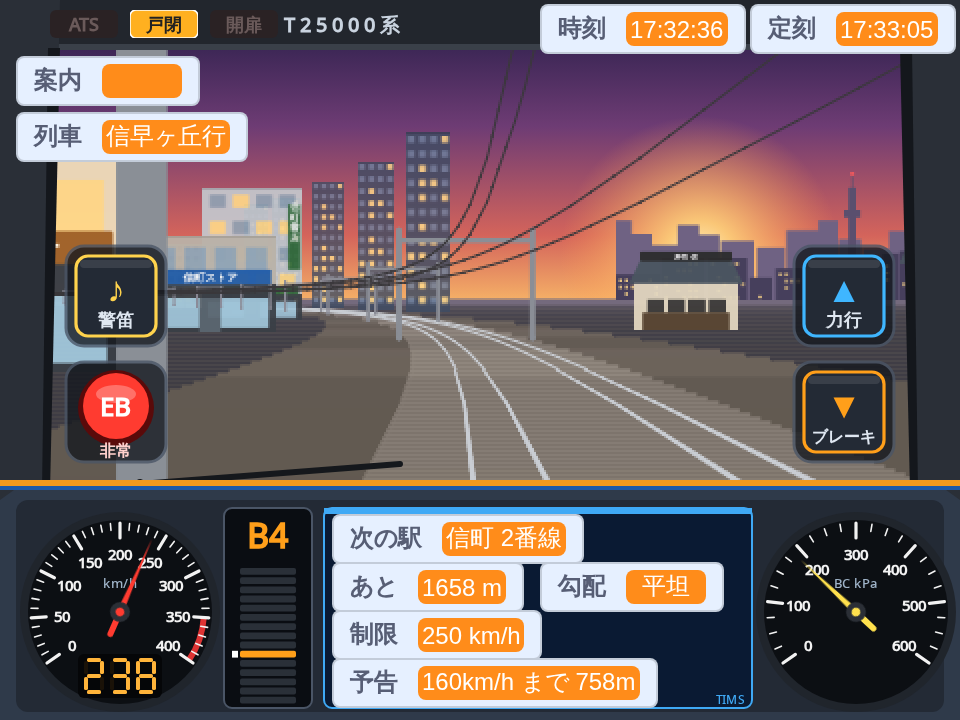 ATS 戸閉 開扉 T25000系
時刻 17:32:36 定刻 17:33:05
案内
列車 信早ヶ丘行
信町ストア
♪
警笛
EB
非常
▲
力行
▼
ブレーキ
0 50 100 150 200 250 300 350 400
km/h
238
B4
次の駅 信町 2番線
あと 1658 m 勾配 平坦
制限 250 km/h
予告 160km/h まで 758m
TIMS
0 100 200 300 400 500 600
BC kPa